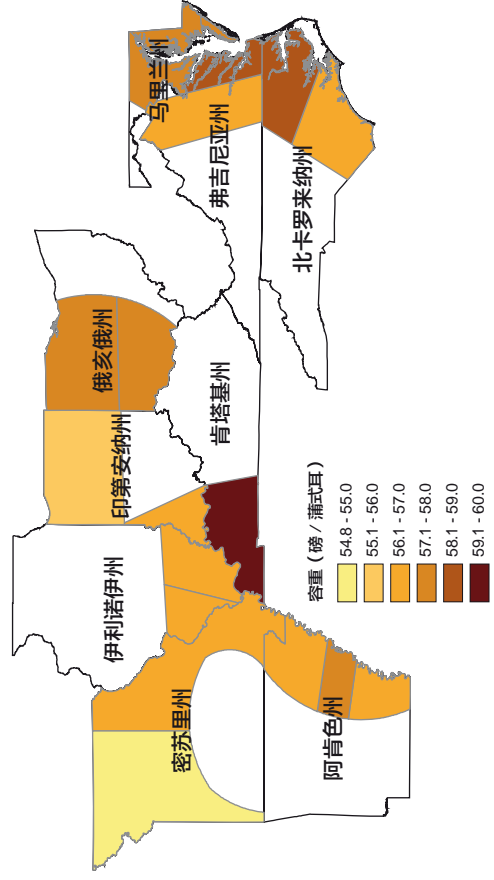 马里兰州
弗吉尼亚州
北卡罗来纳州
俄亥俄州
肯塔基州
印第安纳州
伊利诺伊州
密苏里州
阿肯色州
容重（磅 / 蒲式耳）
54.8 - 55.0
55.1 - 56.0
56.1 - 57.0
57.1 - 58.0
58.1 - 59.0
59.1 - 60.0